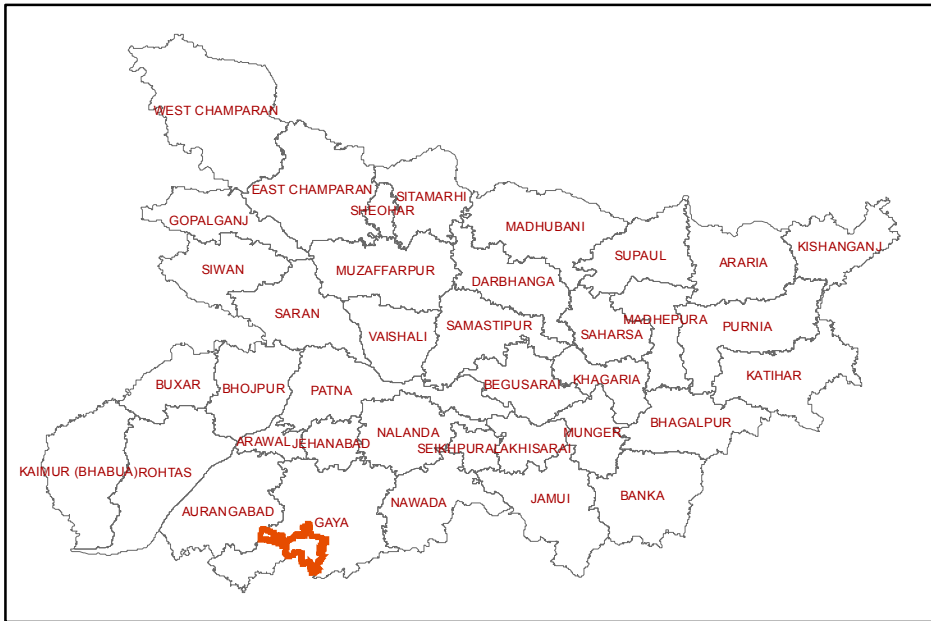 WEST CHAMPARAN
EAST CHAMPARAN
SITAMARHI
SHEOHAR
GOPALGANJ
MADHUBANI
KISHANGANJ
SUPAUL
ARARIA
SIWAN
MUZAFFARPUR
DARBHANGA
SARAN
MADHEPURA
SAMASTIPUR
PURNIA
VAISHALI
SAHARSA
KATIHAR
BUXAR
BHOJPUR
PATNA
BEGUSARAI
KHAGARIA
BHAGALPUR
NALANDA
MUNGER
ARAWAL
JEHANABAD
SEIKHPURA
LAKHISARAI
KAIMUR (BHABUA)
ROHTAS
BANKA
JAMUI
NAWADA
AURANGABAD
GAYA